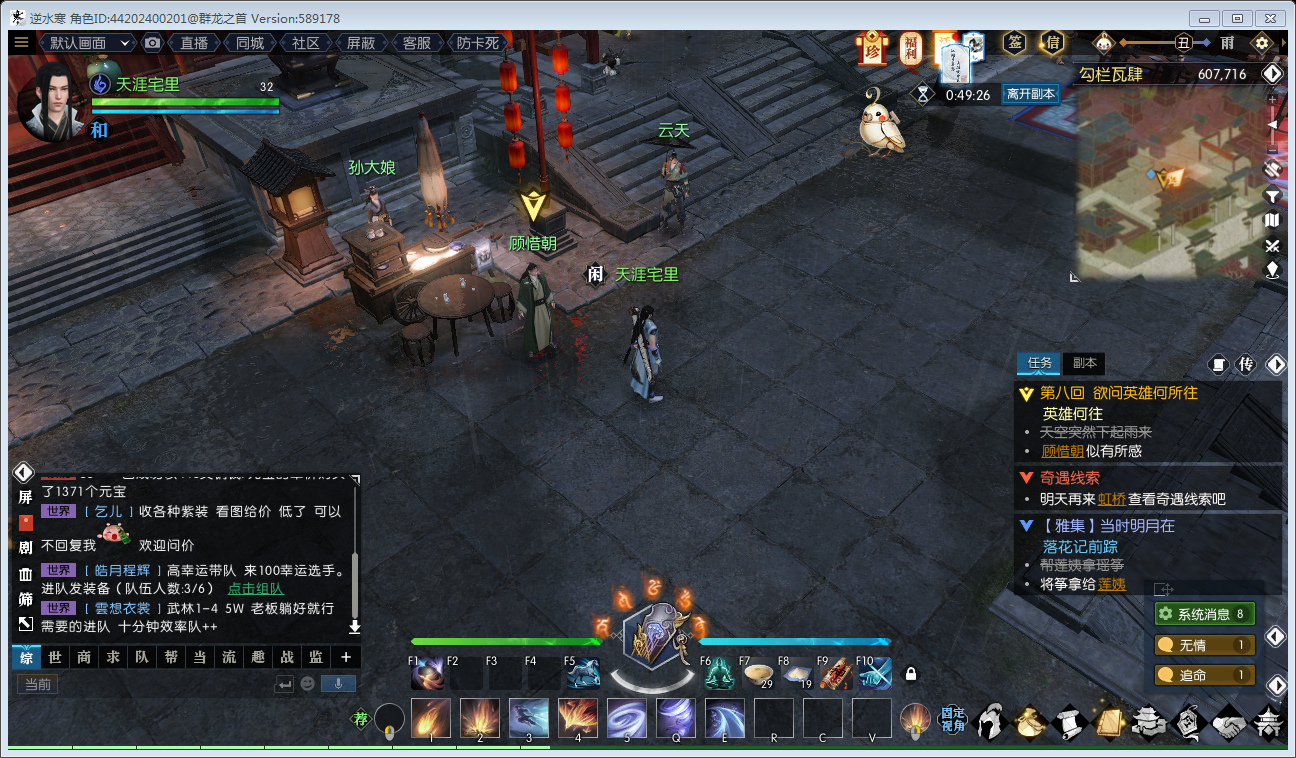 逆水寒 角色ID:44202400201@群龙之首 Version:589178
默认画面
直播
同城
社区
屏蔽
客服
防卡死
珍
福利
签
信
丑
雨
天涯宅里
32
和
0:49:26
离开副本
勾栏瓦肆
607,716
孙大娘
云天
顾惜朝
闲
天涯宅里
任务
副本
传
第八回 欲问英雄何所往
英雄何往
天空突然下起雨来
顾惜朝似有所感
奇遇线索
明天再来虹桥查看奇遇线索吧
【雅集】当时明月在
落花记前踪
帮莲姨拿瑶筝
将筝拿给莲姨
系统消息 8
无情 1
追命 1
屏
剧
筛
了1371个元宝
世界 [ 乞儿 ] 收各种紫装 看图给价 低了 可以
不回复我 欢迎问价
世界 [ 皓月程辉 ] 高幸运带队 来100幸运选手。
进队发装备（队伍人数:3/6） 点击组队
世界 [ 雲想衣裳 ] 武林1-4 5W 老板躺好就行
需要的进队 十分钟效率队++
综 世 商 求 队 帮 当 流 趣 战 监 +
当前
F1 F2 F3 F4 F5 F6 F7 F8 F9 F10
29 19
荐
1 2 3 4 5 Q E R C V
固定
视角